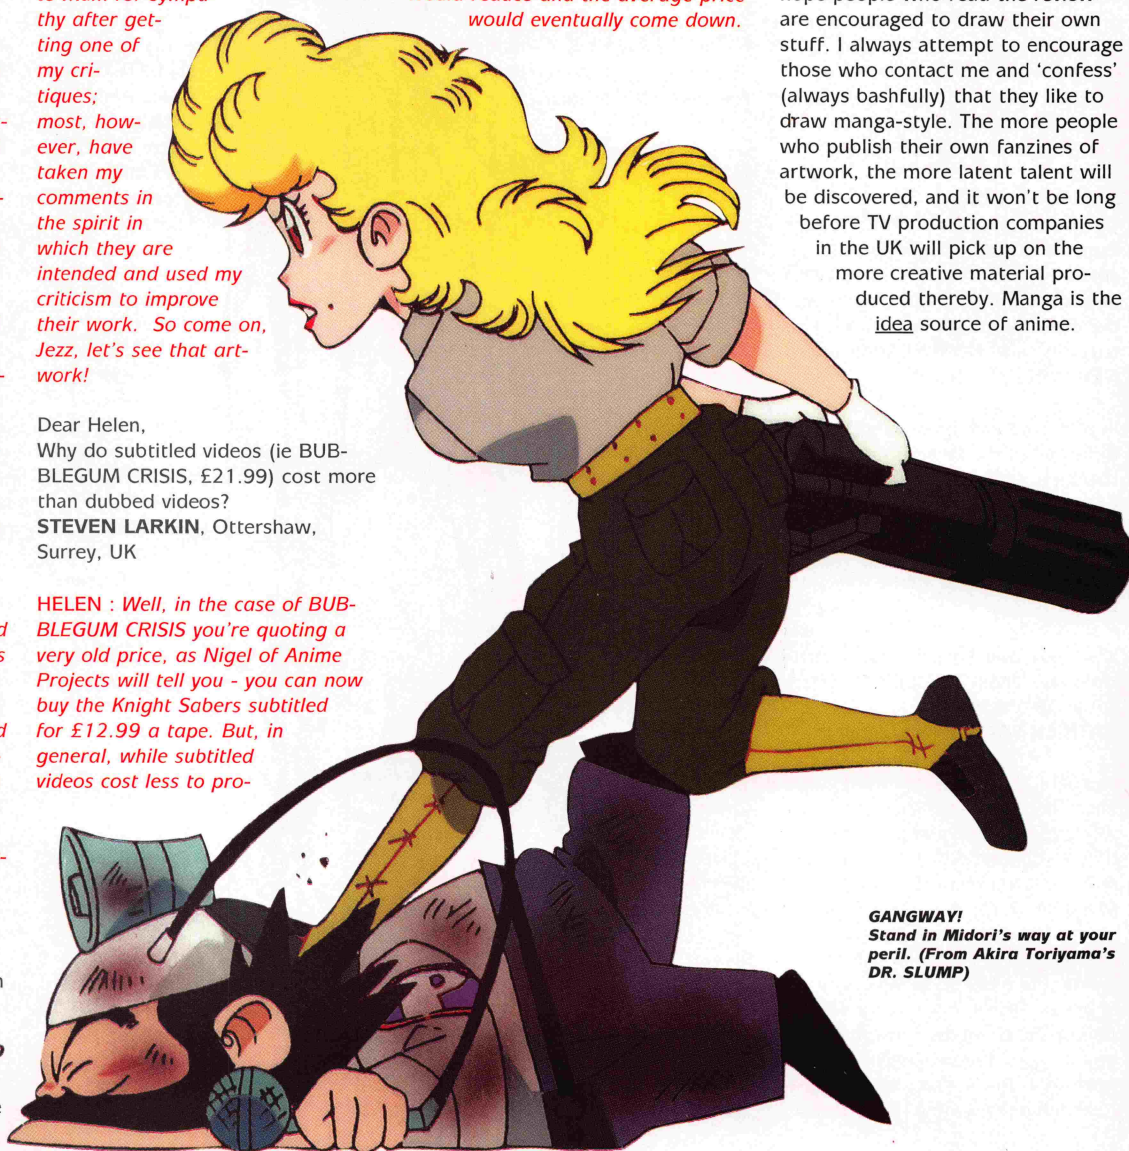 thy after get-
ting one of
my cri-
tiques;
most, how-
ever, have
taken my
comments in
the spirit in
which they are
intended and used my
criticism to improve
their work. So come on,
Jezz, let's see that art-
work!
Dear Helen,
Why do subtitled videos (ie BUB-
BLEGUM CRISIS, £21.99) cost more
than dubbed videos?
STEVEN LARKIN, Ottershaw,
Surrey, UK
HELEN : Well, in the case of BUB-
BLEGUM CRISIS you're quoting a
very old price, as Nigel of Anime
Projects will tell you - you can now
buy the Knight Sabers subtitled
for £12.99 a tape. But, in
general, while subtitled
videos cost less to pro-
would eventually come down.
are encouraged to draw their own
stuff. I always attempt to encourage
those who contact me and 'confess'
(always bashfully) that they like to
draw manga-style. The more people
who publish their own fanzines of
artwork, the more latent talent will
be discovered, and it won't be long
before TV production companies
in the UK will pick up on the
more creative material pro-
duced thereby. Manga is the
idea source of anime.
GANGWAY!
Stand in Midori's way at your
peril. (From Akira Toriyama's
DR. SLUMP)